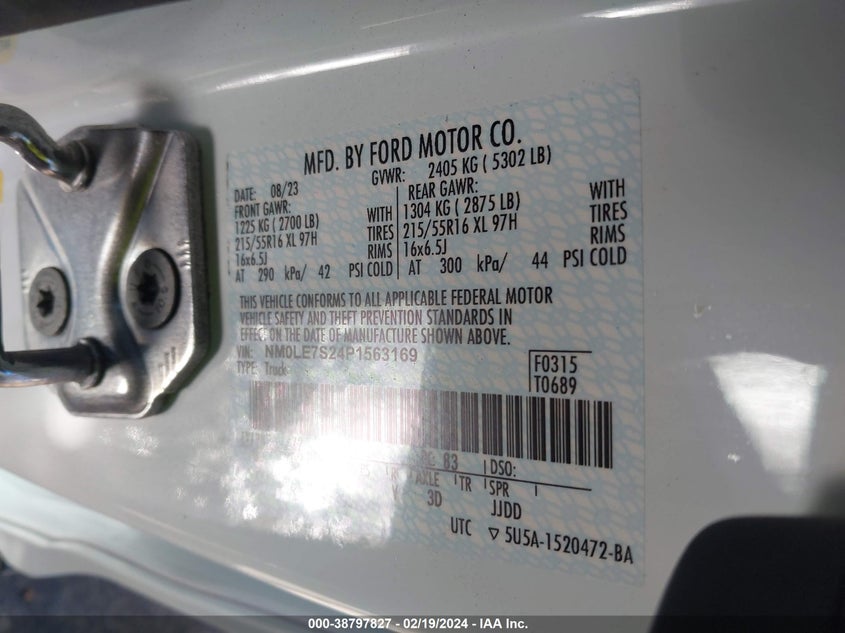 MFD. BY FORD MOTOR CO.
DATE: 08/23 GVWR: 2405 KG ( 5302 LB)
FRONT GAWR: REAR GAWR:
1225 KG ( 2700 LB) WITH 1304 KG ( 2875 LB) WITH
215/55R16 XL 97H TIRES 215/55R16 XL 97H TIRES
16x6.5J RIMS 16x6.5J RIMS
AT 290 kPa/ 42 PSI COLD AT 300 kPa/ 44 PSI COLD
THIS VEHICLE CONFORMS TO ALL APPLICABLE FEDERAL MOTOR
VEHICLE SAFETY AND THEFT PREVENTION STANDARDS IN
EFFECT ON THE DATE OF MANUFACTURE SHOWN ABOVE.
VIN: NM0LE7S24P1563169 F0315
TYPE: Truck T0689
83 DSO:
AXLE TR SPR
3D JJDD
UTC ▽ 5U5A-1520472-BA
000-38797827 - 02/19/2024 - IAA Inc.